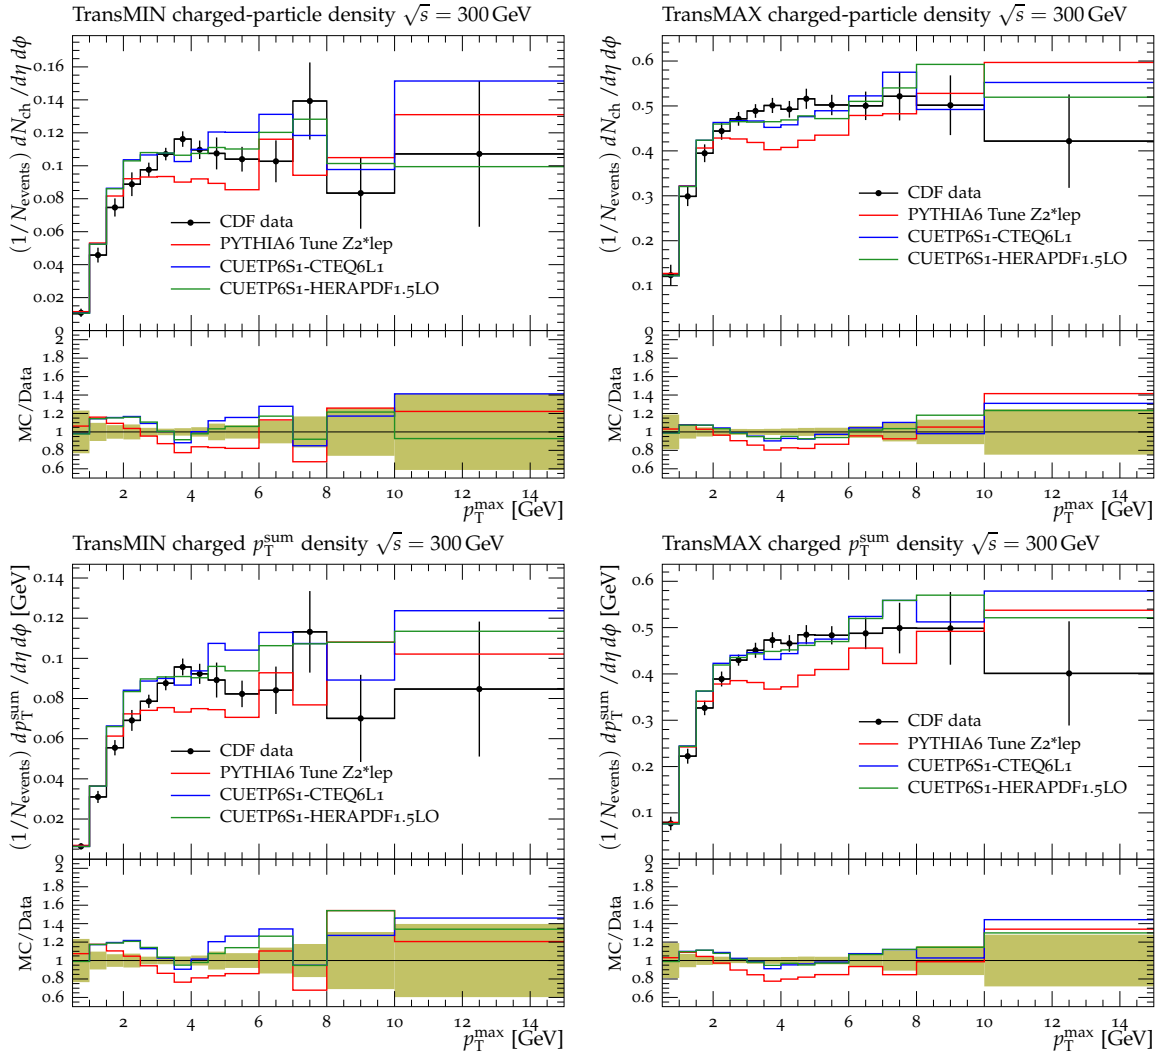 TransMIN charged-particle density √s = 300 GeV
(1/N_events) dN_ch/dη dϕ
0.16
0.14
0.12
0.1
0.08
0.06
0.04
0.02
0
CDF data
PYTHIA6 Tune Z2*lep
CUETP6S1-CTEQ6L1
CUETP6S1-HERAPDF1.5LO
MC/Data
2
1.8
1.6
1.4
1.2
1
0.8
0.6
2 4 6 8 10 12 14
p_T^max [GeV]
TransMAX charged-particle density √s = 300 GeV
(1/N_events) dN_ch/dη dϕ
0.6
0.5
0.4
0.3
0.2
0.1
0
CDF data
PYTHIA6 Tune Z2*lep
CUETP6S1-CTEQ6L1
CUETP6S1-HERAPDF1.5LO
MC/Data
2
1.8
1.6
1.4
1.2
1
0.8
0.6
2 4 6 8 10 12 14
p_T^max [GeV]
TransMIN charged p_T^sum density √s = 300 GeV
(1/N_events) dp_T^sum/dη dϕ [GeV]
0.14
0.12
0.1
0.08
0.06
0.04
0.02
0
CDF data
PYTHIA6 Tune Z2*lep
CUETP6S1-CTEQ6L1
CUETP6S1-HERAPDF1.5LO
MC/Data
2
1.8
1.6
1.4
1.2
1
0.8
0.6
2 4 6 8 10 12 14
p_T^max [GeV]
TransMAX charged p_T^sum density √s = 300 GeV
(1/N_events) dp_T^sum/dη dϕ [GeV]
0.6
0.5
0.4
0.3
0.2
0.1
0
CDF data
PYTHIA6 Tune Z2*lep
CUETP6S1-CTEQ6L1
CUETP6S1-HERAPDF1.5LO
MC/Data
2
1.8
1.6
1.4
1.2
1
0.8
0.6
2 4 6 8 10 12 14
p_T^max [GeV]